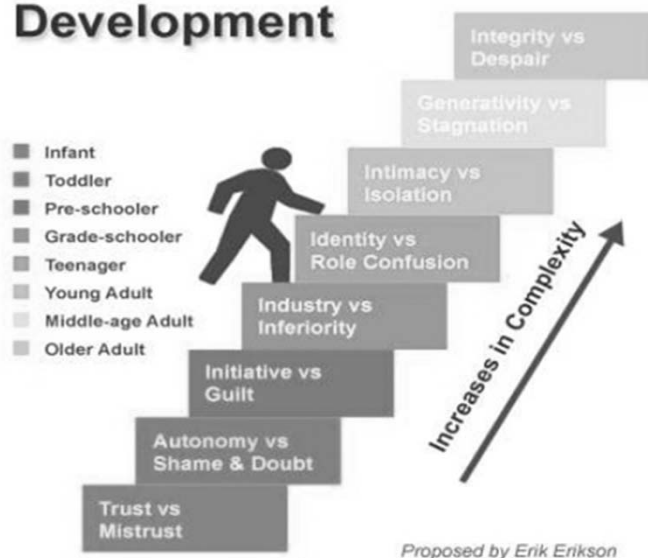 Development
Integrity vs
Despair
Generativity vs
Stagnation
Infant
Toddler
Pre-schooler
Grade-schooler
Teenager
Young Adult
Middle-age Adult
Older Adult
Intimacy vs
Isolation
Identity vs
Role Confusion
Industry vs
Inferiority
Initiative vs
Guilt
Autonomy vs
Shame & Doubt
Trust vs
Mistrust
Increases in Complexity
Proposed by Erik Erikson